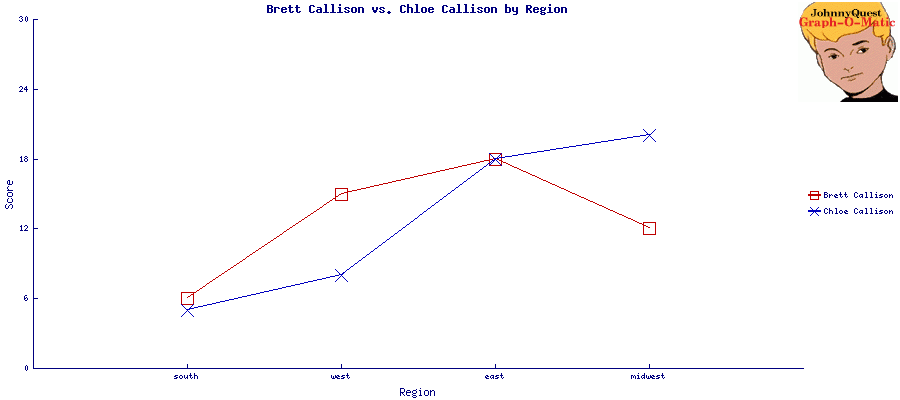 Brett Callison vs. Chloe Callison by Region
JohnnyQuest
Graph-O-Matic
30
24
18
12
6
0
Score
south west east midwest
Region
Brett Callison
Chloe Callison